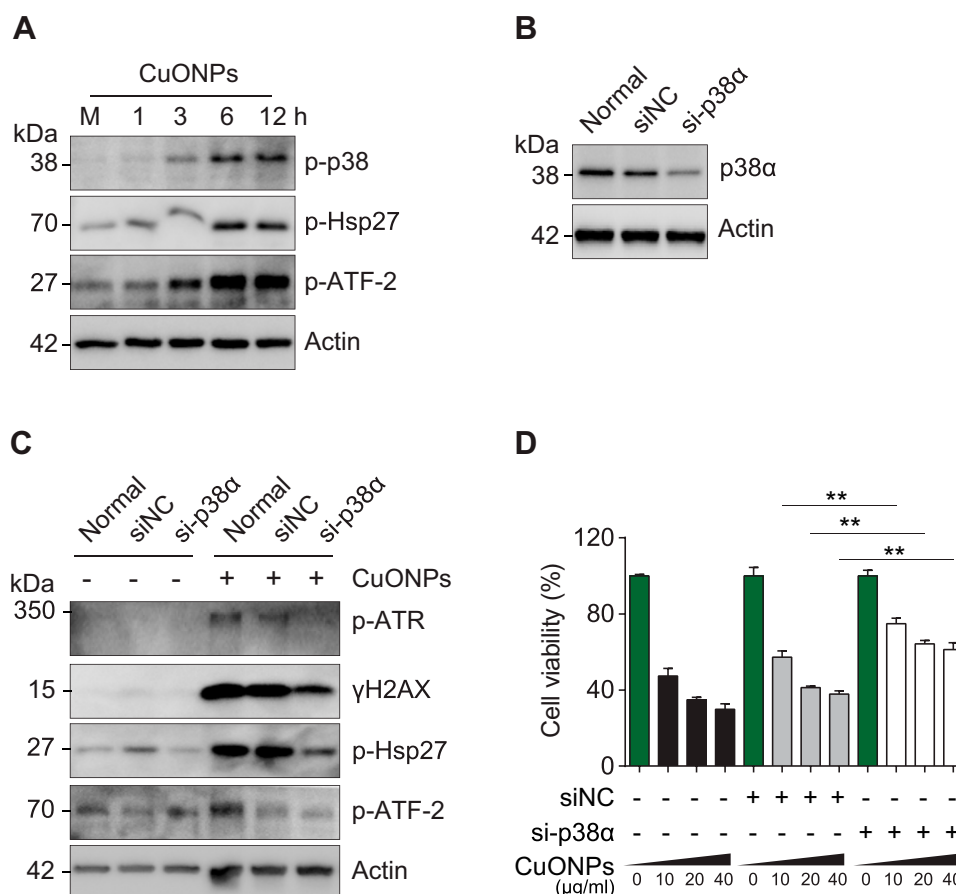 A
CuONPs
M 1 3 6 12 h
kDa
38 p-p38
70 p-Hsp27
27 p-ATF-2
42 Actin
B
Normal siNC si-p38α
kDa
38 p38α
42 Actin
C
Normal siNC si-p38α Normal siNC si-p38α
kDa - - - + + + CuONPs
350 p-ATR
15 γH2AX
27 p-Hsp27
70 p-ATF-2
42 Actin
D
**
**
**
Cell viability (%)
120
80
40
0
siNC - - - - + + + + - - - -
si-p38α - - - - - - - - + + + +
CuONPs
(μg/ml) 0 10 20 40 0 10 20 40 0 10 20 40